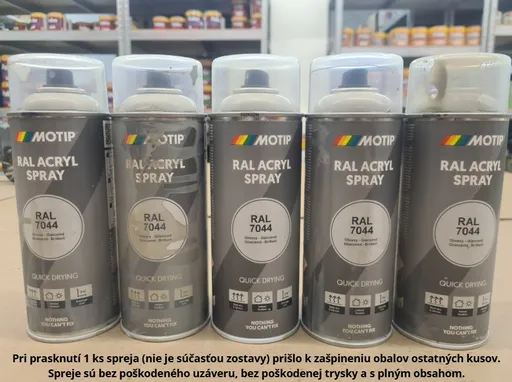 MOTIP
RAL ACRYL
SPRAY
RAL
7044
QUICK DRYING
NOTHING
YOU CAN'T FIX
MOTIP
RAL ACRYL
SPRAY
RAL
7044
QUICK DRYING
NOTHING
YOU CAN'T FIX
MOTIP
RAL ACRYL
SPRAY
RAL
7044
QUICK DRYING
NOTHING
YOU CAN'T FIX
MOTIP
RAL ACRYL
SPRAY
RAL
7044
QUICK DRYING
NOTHING
YOU CAN'T FIX
MOTIP
RAL ACRYL
SPRAY
RAL
7044
QUICK DRYING
NOTHING
YOU CAN'T FIX
Pri prasknutí 1 ks spreja (nie je súčasťou zostavy) prišlo k zašpineniu obalov ostatných kusov.
Spreje sú bez poškodeného uzáveru, bez poškodenej trysky a s plným obsahom.